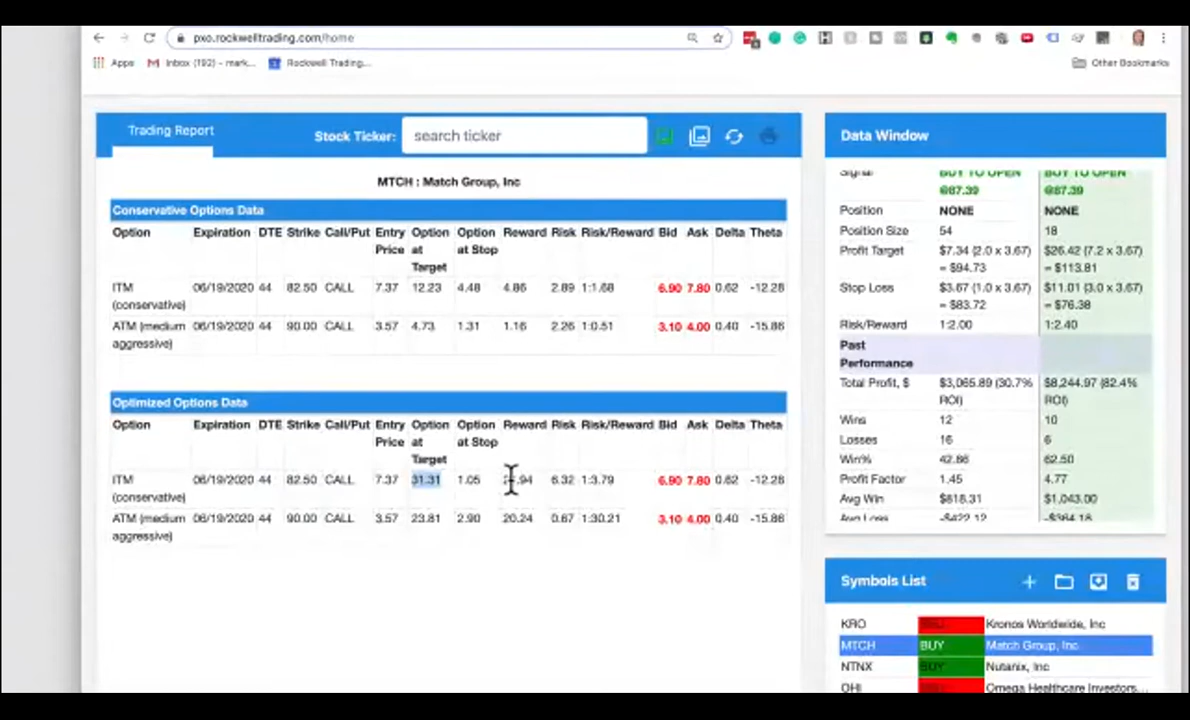 pxo.rockwelltrading.com/home
Apps Inbox (192) - mark... Rockwell Trading... Other Bookmarks
Trading Report Stock Ticker: search ticker
MTCH : Match Group, Inc
Conservative Options Data
Option Expiration DTE Strike Call/Put Entry Price Option at Target Option at Stop Reward Risk Risk/Reward Bid Ask Delta Theta
ITM (conservative) 06/19/2020 44 82.50 CALL 7.37 12.23 4.48 4.86 2.89 1:1.68 6.90 7.80 0.62 -12.28
ATM (medium aggressive) 06/19/2020 44 90.00 CALL 3.57 4.73 1.31 1.16 2.26 1:0.51 3.10 4.00 0.40 -15.86
Optimized Options Data
Option Expiration DTE Strike Call/Put Entry Price Option at Target Option at Stop Reward Risk Risk/Reward Bid Ask Delta Theta
ITM (conservative) 06/19/2020 44 82.50 CALL 7.37 31.31 1.05 6.32 1:3.79 6.90 7.80 0.62 -12.28
ATM (medium aggressive) 06/19/2020 44 90.00 CALL 3.57 23.81 2.90 20.24 0.67 1:30.21 3.10 4.00 0.40 -15.86
Data Window
Signal BUY TO OPEN @87.39 BUY TO OPEN @87.39
Position NONE NONE
Position Size 54 18
Profit Target $7.34 (2.0 x 3.67) = $94.73 $26.42 (7.2 x 3.67) = $113.81
Stop Loss $3.67 (1.0 x 3.67) = $83.72 $11.01 (3.0 x 3.67) = $76.38
Risk/Reward 1:2.00 1:2.40
Past Performance
Total Profit, $ $3,065.89 (30.7% ROI) $8,244.97 (82.4% ROI)
Wins 12 10
Losses 16 6
Win% 42.86 62.50
Profit Factor 1.45 4.77
Avg Win $818.31 $1,043.00
Avg Loss -$422.12 -$364.18
Symbols List
KRO Kronos Worldwide, Inc
MTCH BUY Match Group, Inc
NTNX BUY Nutanix, Inc
OHI Omega Healthcare Investors...